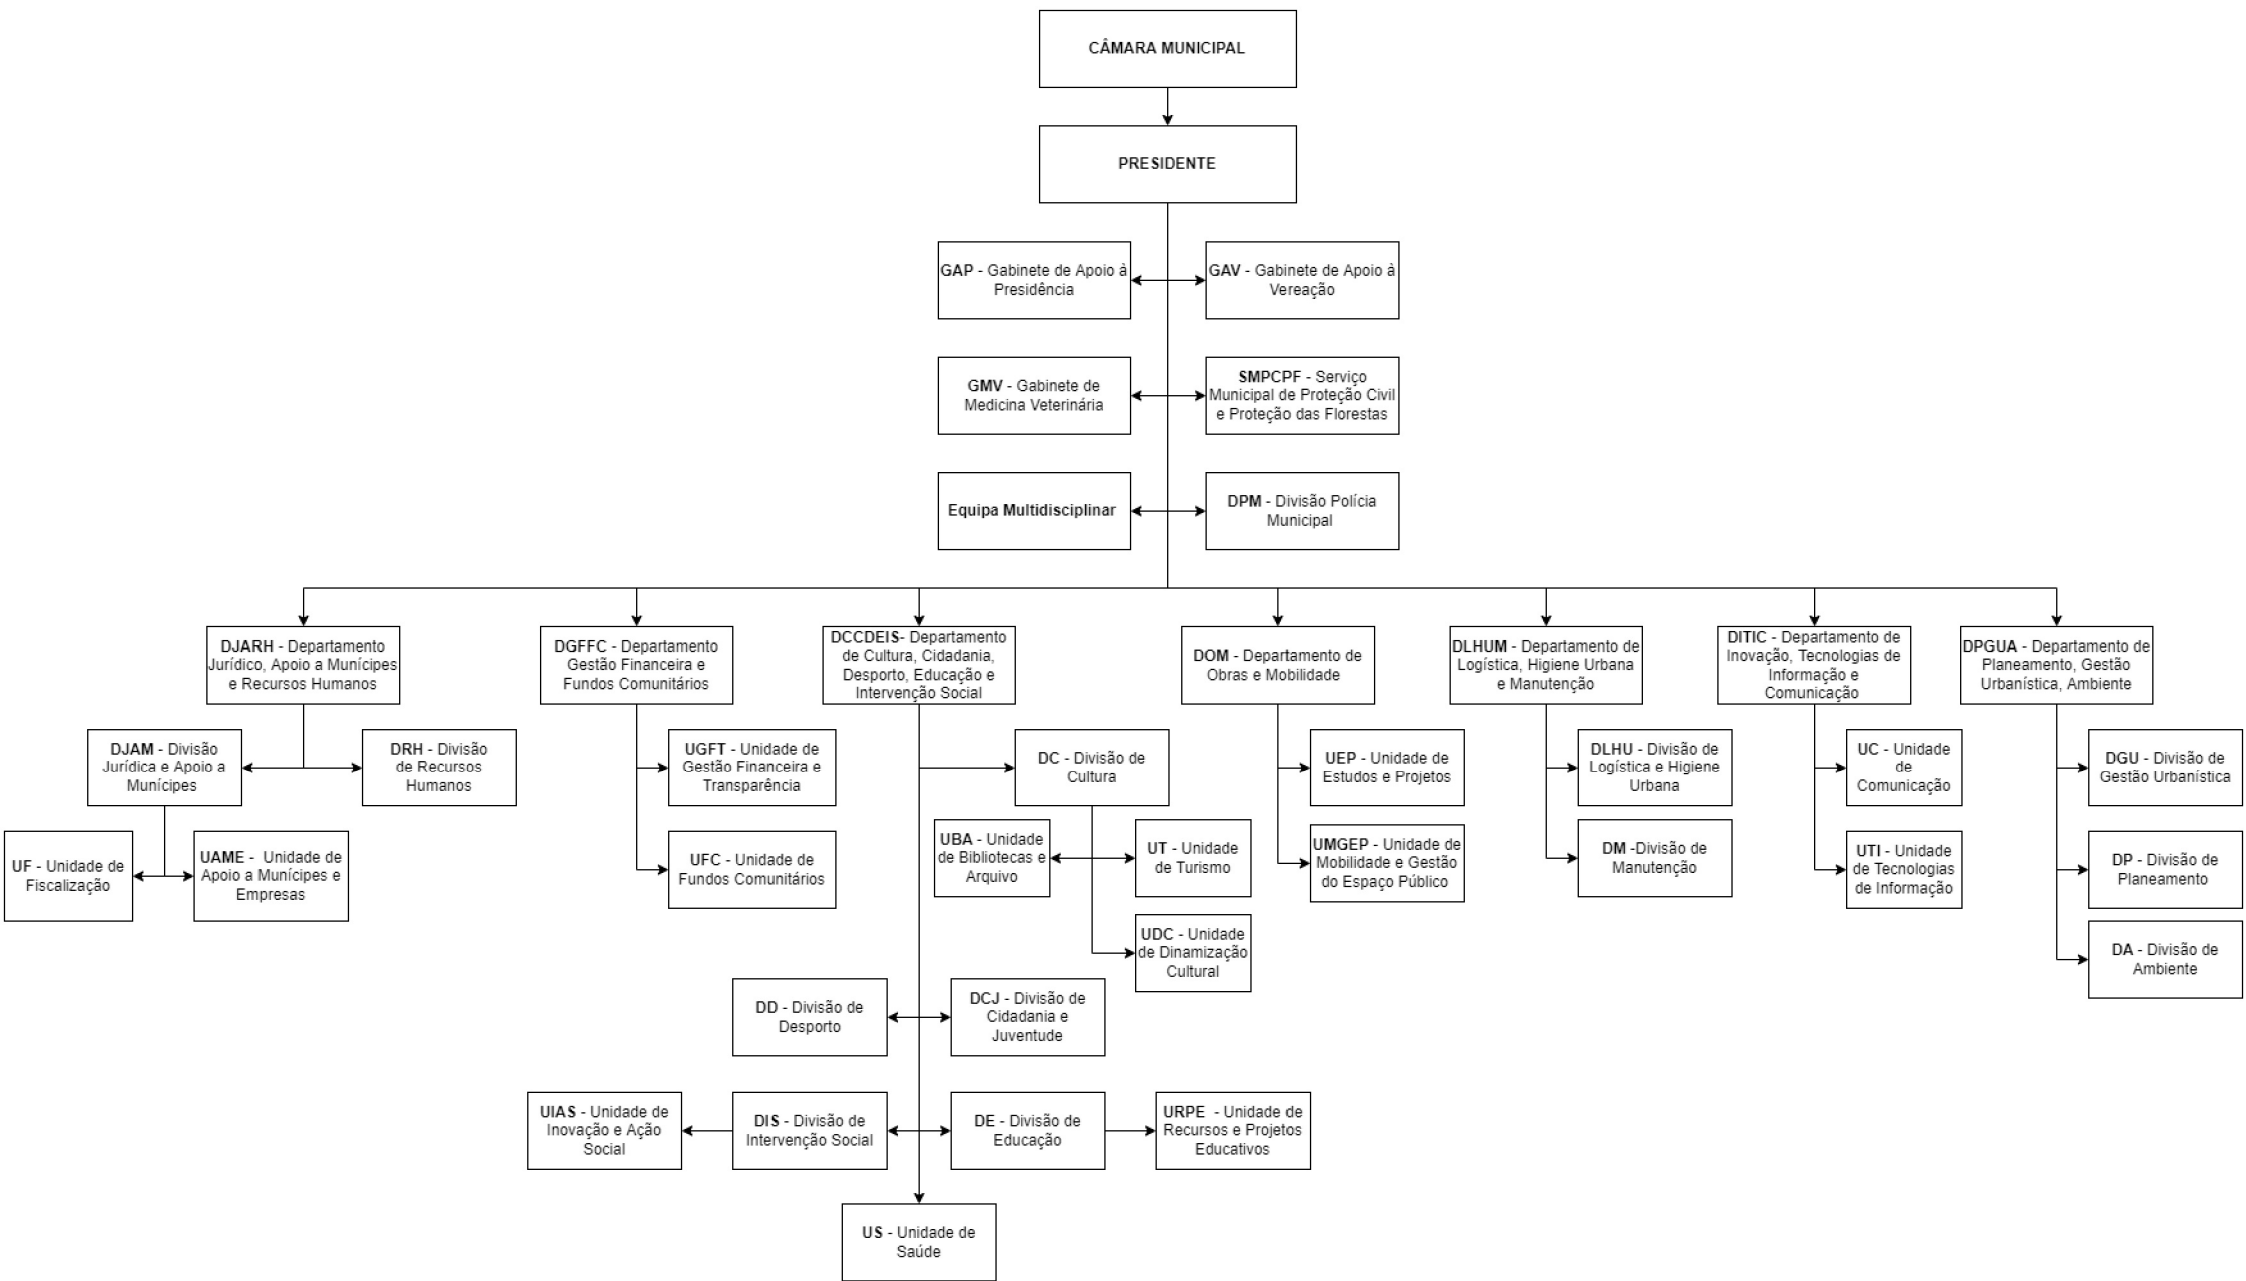 CÂMARA MUNICIPAL
PRESIDENTE
GAP - Gabinete de Apoio à
Presidência
GAV - Gabinete de Apoio à
Vereação
GMV - Gabinete de
Medicina Veterinária
SMPCPF - Serviço
Municipal de Proteção Civil
e Proteção das Florestas
Equipa Multidisciplinar
DPM - Divisão Polícia
Municipal
DJARH - Departamento
Jurídico, Apoio a Munícipes
e Recursos Humanos
DGFFC - Departamento
Gestão Financeira e
Fundos Comunitários
DCCDEIS- Departamento
de Cultura, Cidadania,
Desporto, Educação e
Intervenção Social
DOM - Departamento de
Obras e Mobilidade
DLHUM - Departamento de
Logística, Higiene Urbana
e Manutenção
DITIC - Departamento de
Inovação, Tecnologias de
Informação e
Comunicação
DPGUA - Departamento de
Planeamento, Gestão
Urbanística, Ambiente
DJAM - Divisão
Jurídica e Apoio a
Munícipes
DRH - Divisão
de Recursos
Humanos
UGFT - Unidade de
Gestão Financeira e
Transparência
DC - Divisão de
Cultura
UEP - Unidade de
Estudos e Projetos
DLHU - Divisão de
Logística e Higiene
Urbana
UC - Unidade
de
Comunicação
DGU - Divisão de
Gestão Urbanística
UF - Unidade de
Fiscalização
UAME -  Unidade de
Apoio a Munícipes e
Empresas
UFC - Unidade de
Fundos Comunitários
UBA - Unidade
de Bibliotecas e
Arquivo
UT - Unidade
de Turismo
UMGEP - Unidade de
Mobilidade e Gestão
do Espaço Público
DM -Divisão de
Manutenção
UTI - Unidade
de Tecnologias
de Informação
DP - Divisão de
Planeamento
UDC - Unidade
de Dinamização
Cultural
DA - Divisão de
Ambiente
DD - Divisão de
Desporto
DCJ - Divisão de
Cidadania e
Juventude
UIAS - Unidade de
Inovação e Ação
Social
DIS - Divisão de
Intervenção Social
DE - Divisão de
Educação
URPE  - Unidade de
Recursos e Projetos
Educativos
US - Unidade de
Saúde